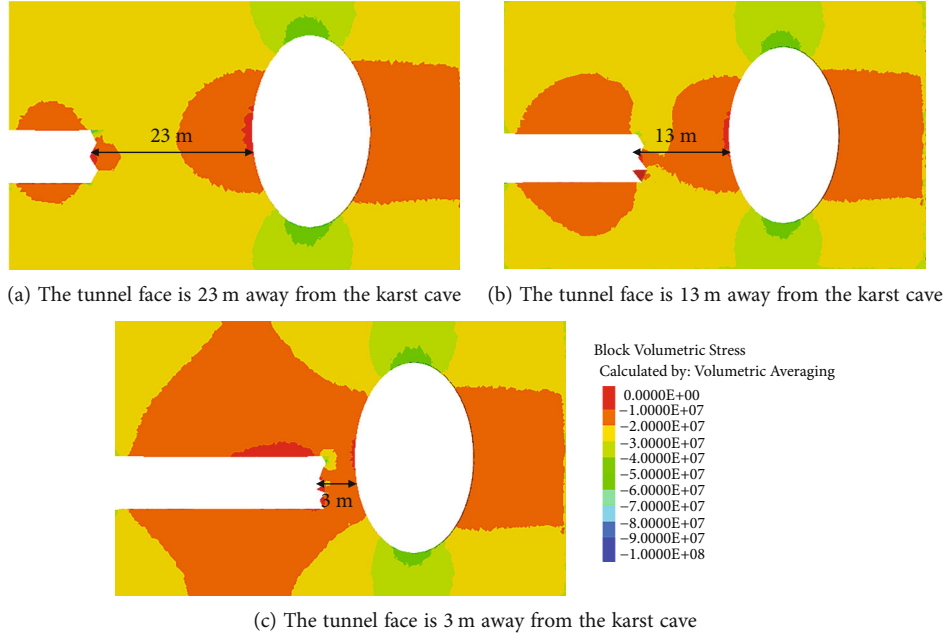 23 m
13 m
(a) The tunnel face is 23 m away from the karst cave
(b) The tunnel face is 13 m away from the karst cave
3 m
Block Volumetric Stress
Calculated by: Volumetric Averaging
0.0000E+00
−1.0000E+07
−2.0000E+07
−3.0000E+07
−4.0000E+07
−5.0000E+07
−6.0000E+07
−7.0000E+07
−8.0000E+07
−9.0000E+07
−1.0000E+08
(c) The tunnel face is 3 m away from the karst cave